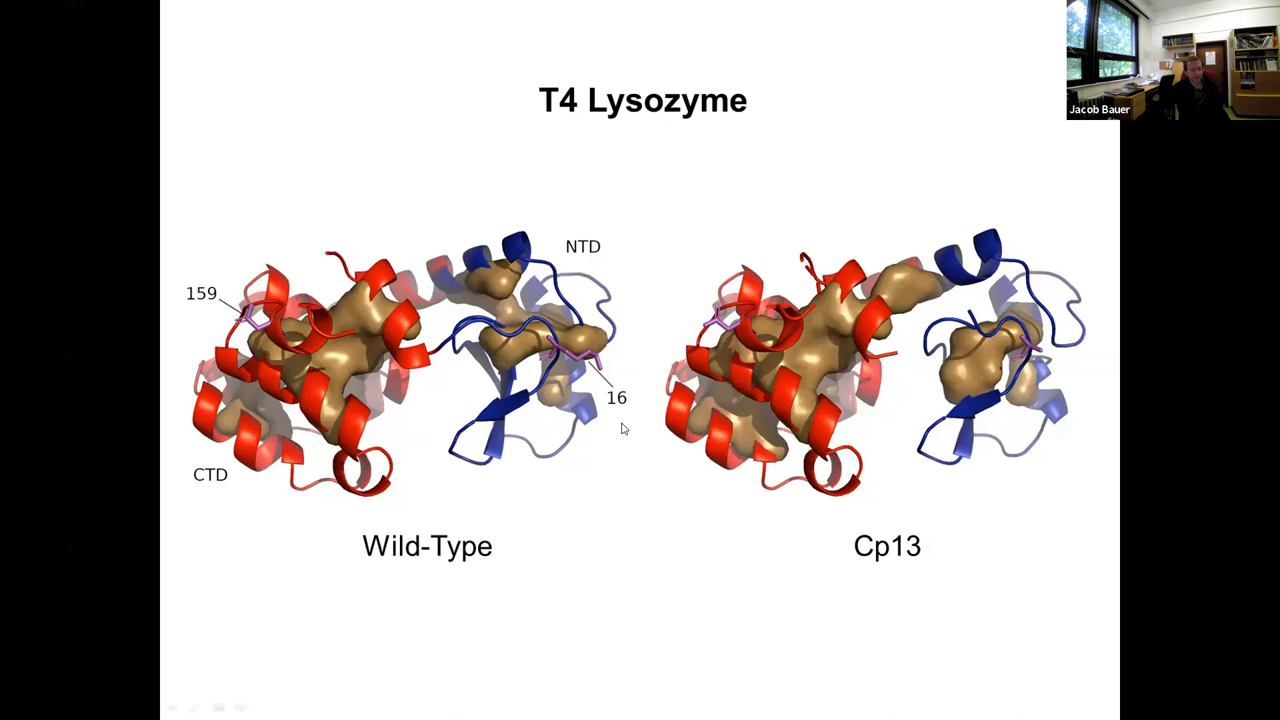 T4 Lysozyme
Jacob Bauer
NTD
159
16
CTD
Wild-Type
Cp13